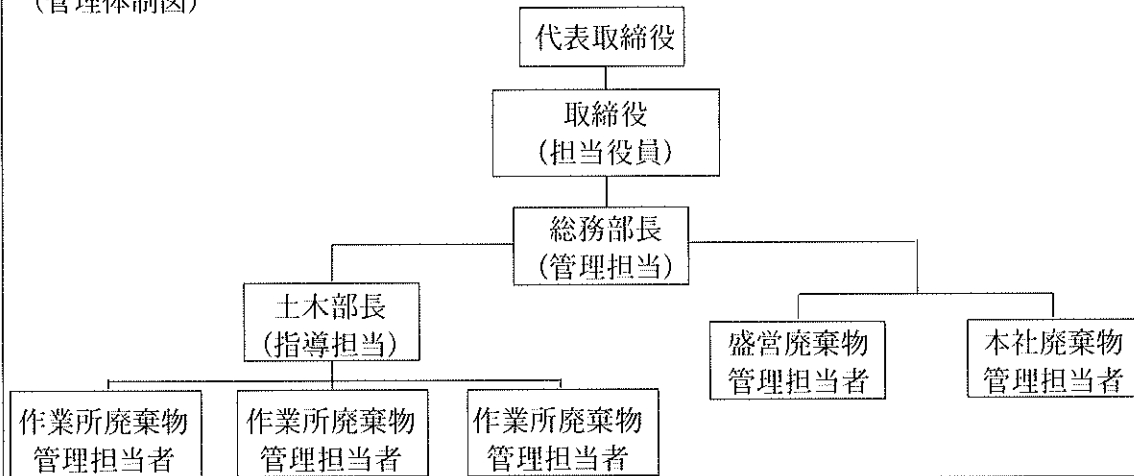 (管理体制図)
代表取締役
取締役
(担当役員)
総務部長
(管理担当)
土木部長
(指導担当)
盛営廃棄物
管理担当者
本社廃棄物
管理担当者
作業所廃棄物
管理担当者
作業所廃棄物
管理担当者
作業所廃棄物
管理担当者